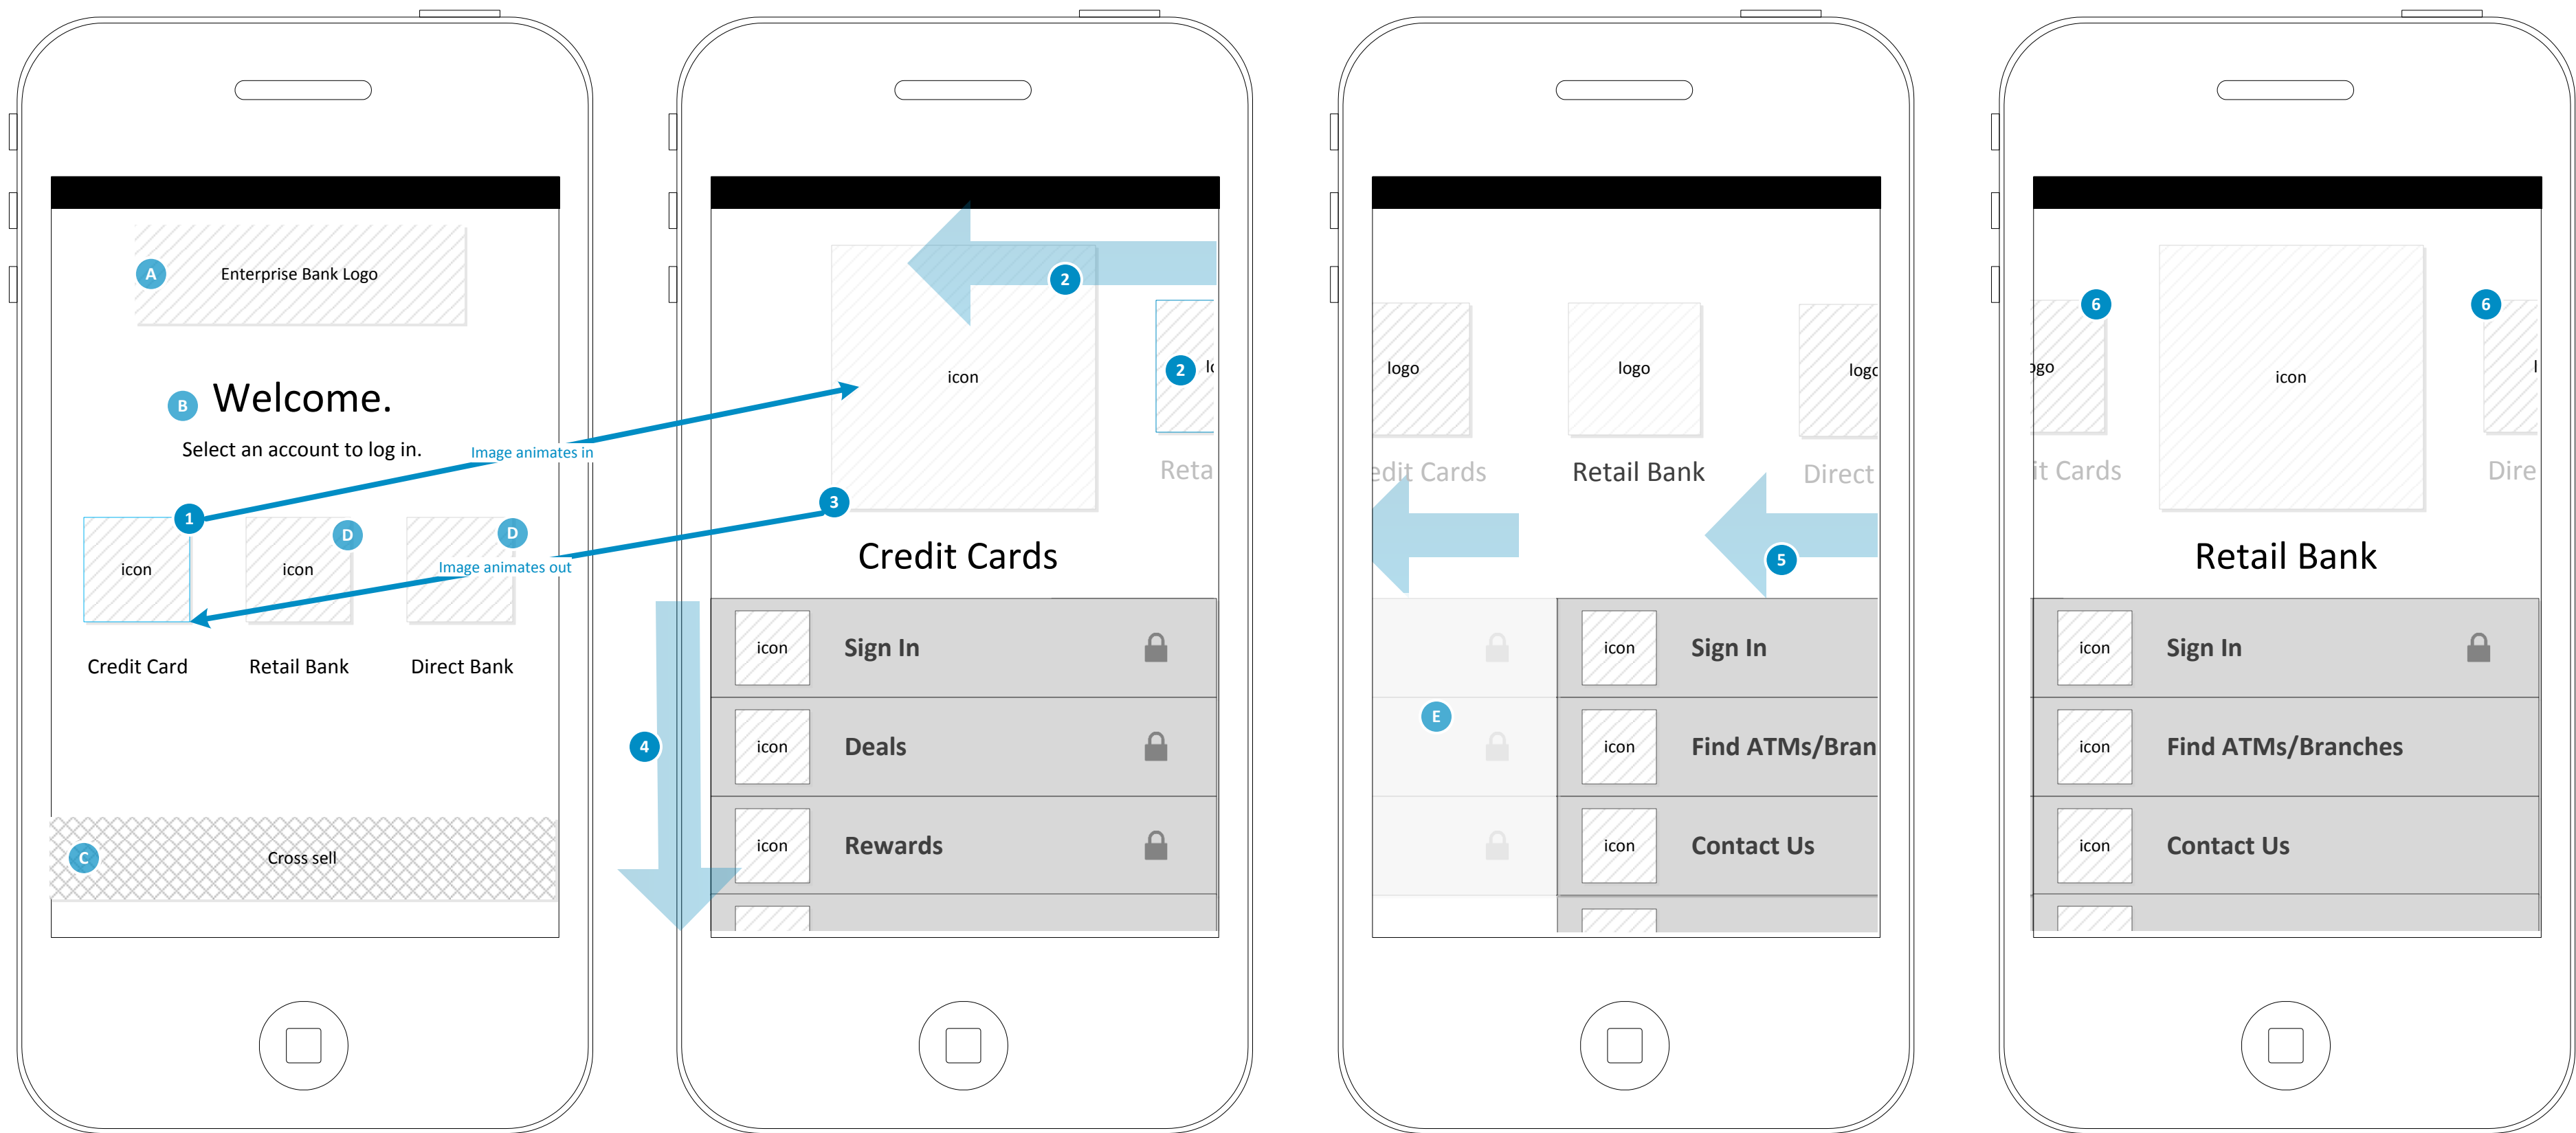 A
Enterprise Bank Logo
B
Welcome.
Select an account to log in.
Image animates in
1
D
D
icon
icon
Image animates out
Credit Card
Retail Bank
Direct Bank
C
Cross sell
2
icon
2
Reta
3
Credit Cards
4
icon
Sign In
icon
Deals
icon
Rewards
logo
logo
logo
edit Cards
Retail Bank
Direct
5
icon
Sign In
E
icon
Find ATMs/Bran
icon
Contact Us
6
6
ogo
icon
it Cards
Dire
Retail Bank
icon
Sign In
icon
Find ATMs/Branches
icon
Contact Us